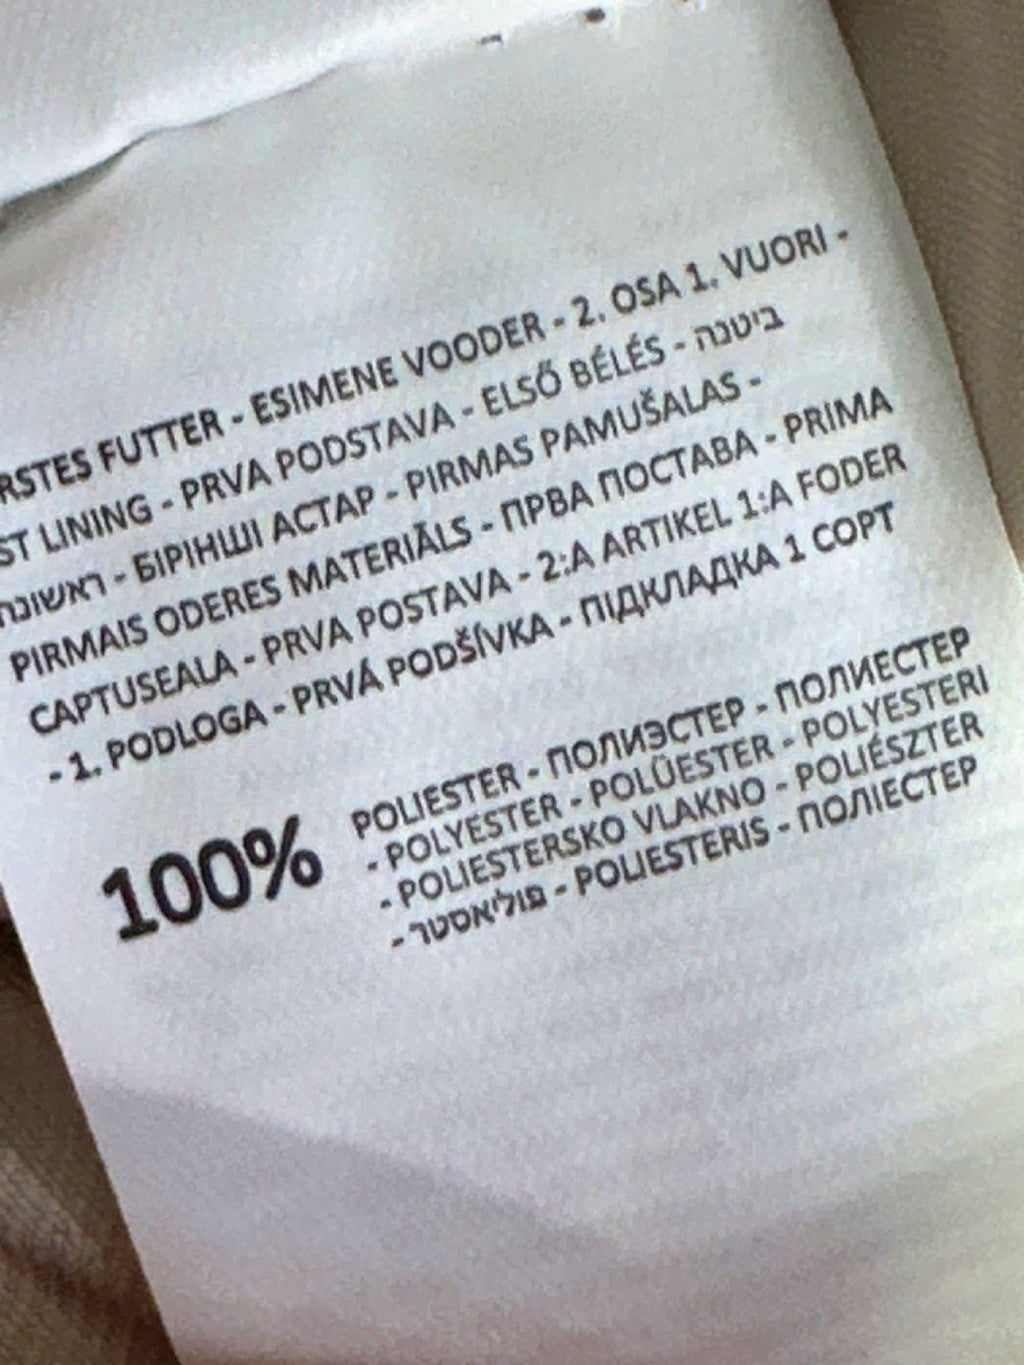 RSTES FUTTER - ESIMENE VOODER - 2. OSA 1. VUORI -
ST LINING - PRVA PODSTAVA - ELSŐ BÉLÉS - ביטנה
ראשונה - БІРІНШІ АСТАР - PIRMAS PAMUŠALAS -
PIRMAIS ODERES MATERIĀLS - ПРВА ПОСТАВА - PRIMA
CAPTUSEALA - PRVA POSTAVA - 2:A ARTIKEL 1:A FODER
- 1. PODLOGA - PRVÁ PODŠÍVKA - ПІДКЛАДКА 1 СОРТ
100% POLIESTER - ПОЛИЭСТЕР - ПОЛИЕСТЕР
- POLYESTER - POLÜESTER - POLYESTERI
- POLIESTERSKO VLAKNO - POLIÉSZTER
- פוליאסטר - POLIESTERIS - ПОЛІЕСТЕР